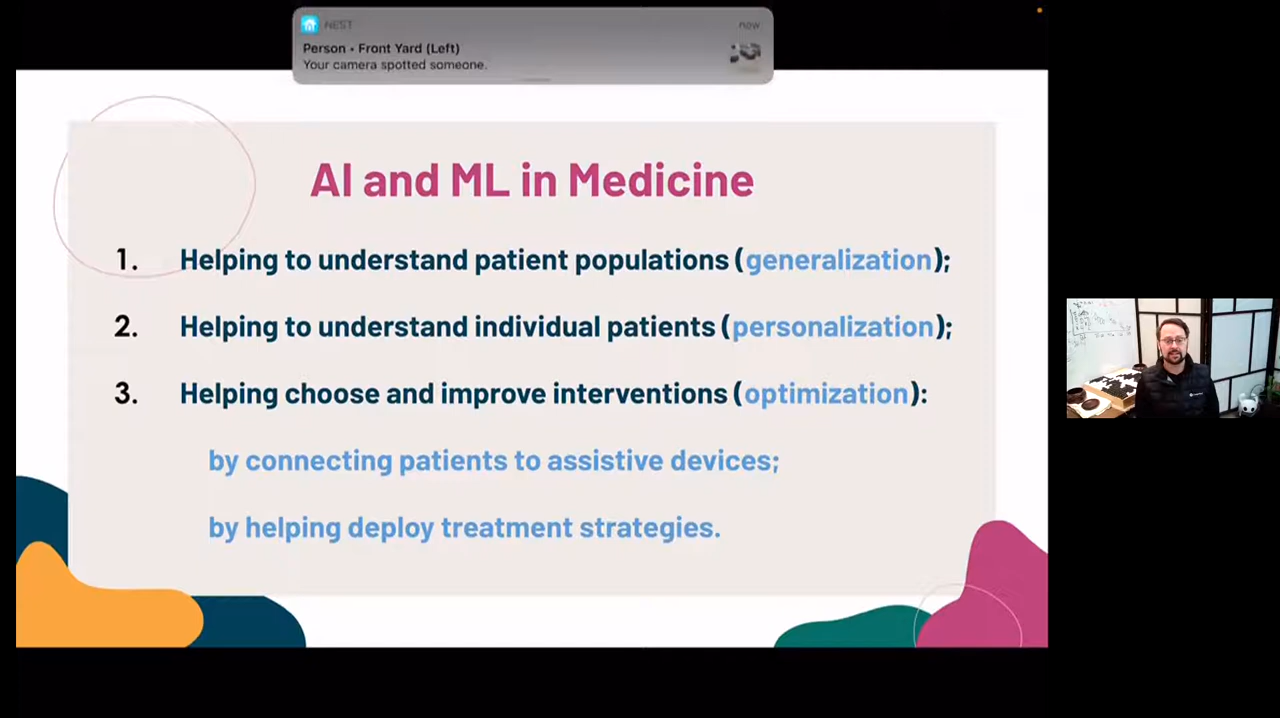 NEST
now
Person • Front Yard (Left)
Your camera spotted someone.
AI and ML in Medicine
1. Helping to understand patient populations (generalization);
2. Helping to understand individual patients (personalization);
3. Helping choose and improve interventions (optimization):
by connecting patients to assistive devices;
by helping deploy treatment strategies.